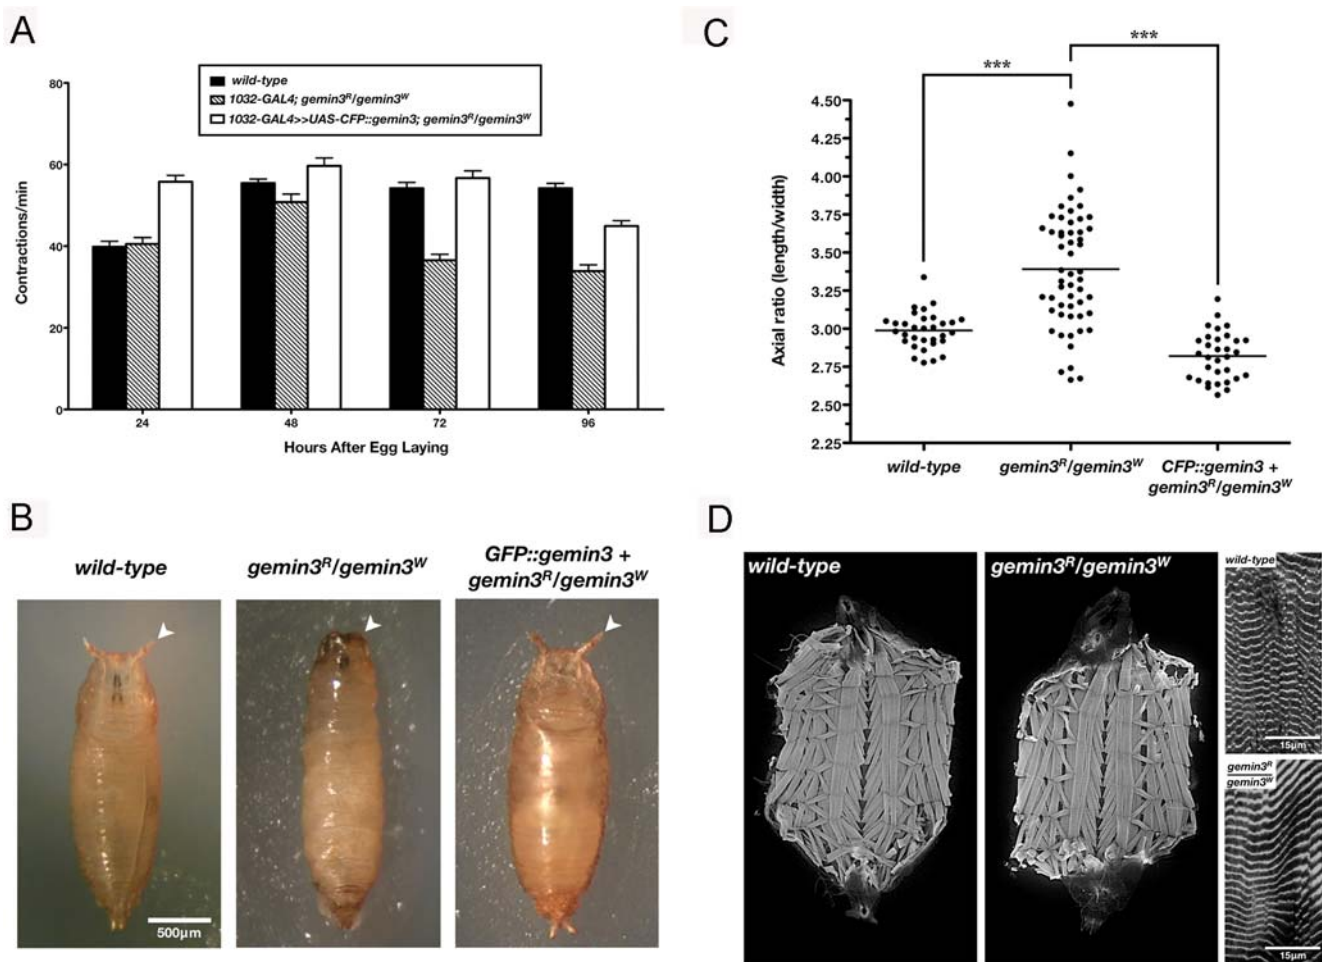 A
wild-type
1032-GAL4; gemin3R/gemin3W
1032-GAL4>>UAS-CFP::gemin3; gemin3R/gemin3W
80
60
40
20
0
Contractions/min
24 48 72 96
Hours After Egg Laying
B
wild-type
gemin3R/gemin3W
GFP::gemin3 +
gemin3R/gemin3W
500µm
C
***
***
4.50
4.25
4.00
3.75
3.50
3.25
3.00
2.75
2.50
2.25
Axial ratio (length/width)
wild-type
gemin3R/gemin3W
CFP::gemin3 +
gemin3R/gemin3W
D
wild-type
gemin3R/gemin3W
wild-type
15µm
gemin3R
gemin3W
15µm